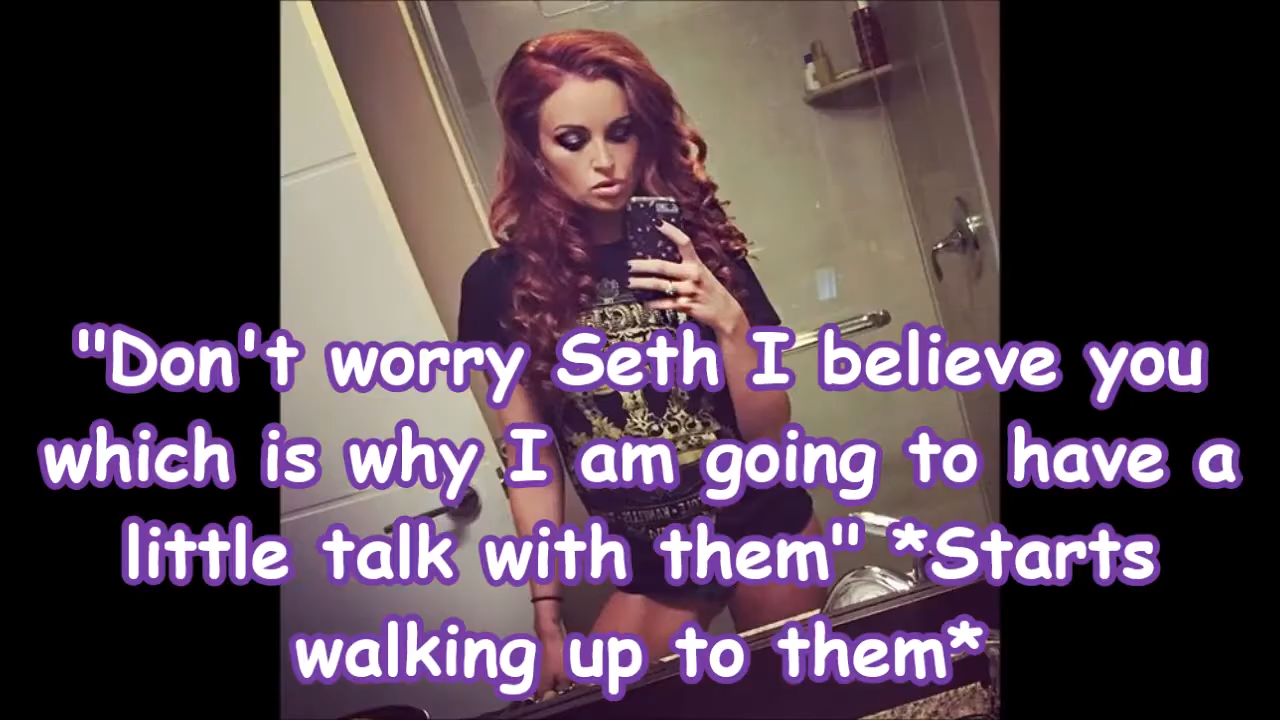 "Don't worry Seth I believe you
which is why I am going to have a
little talk with them" *Starts
walking up to them*